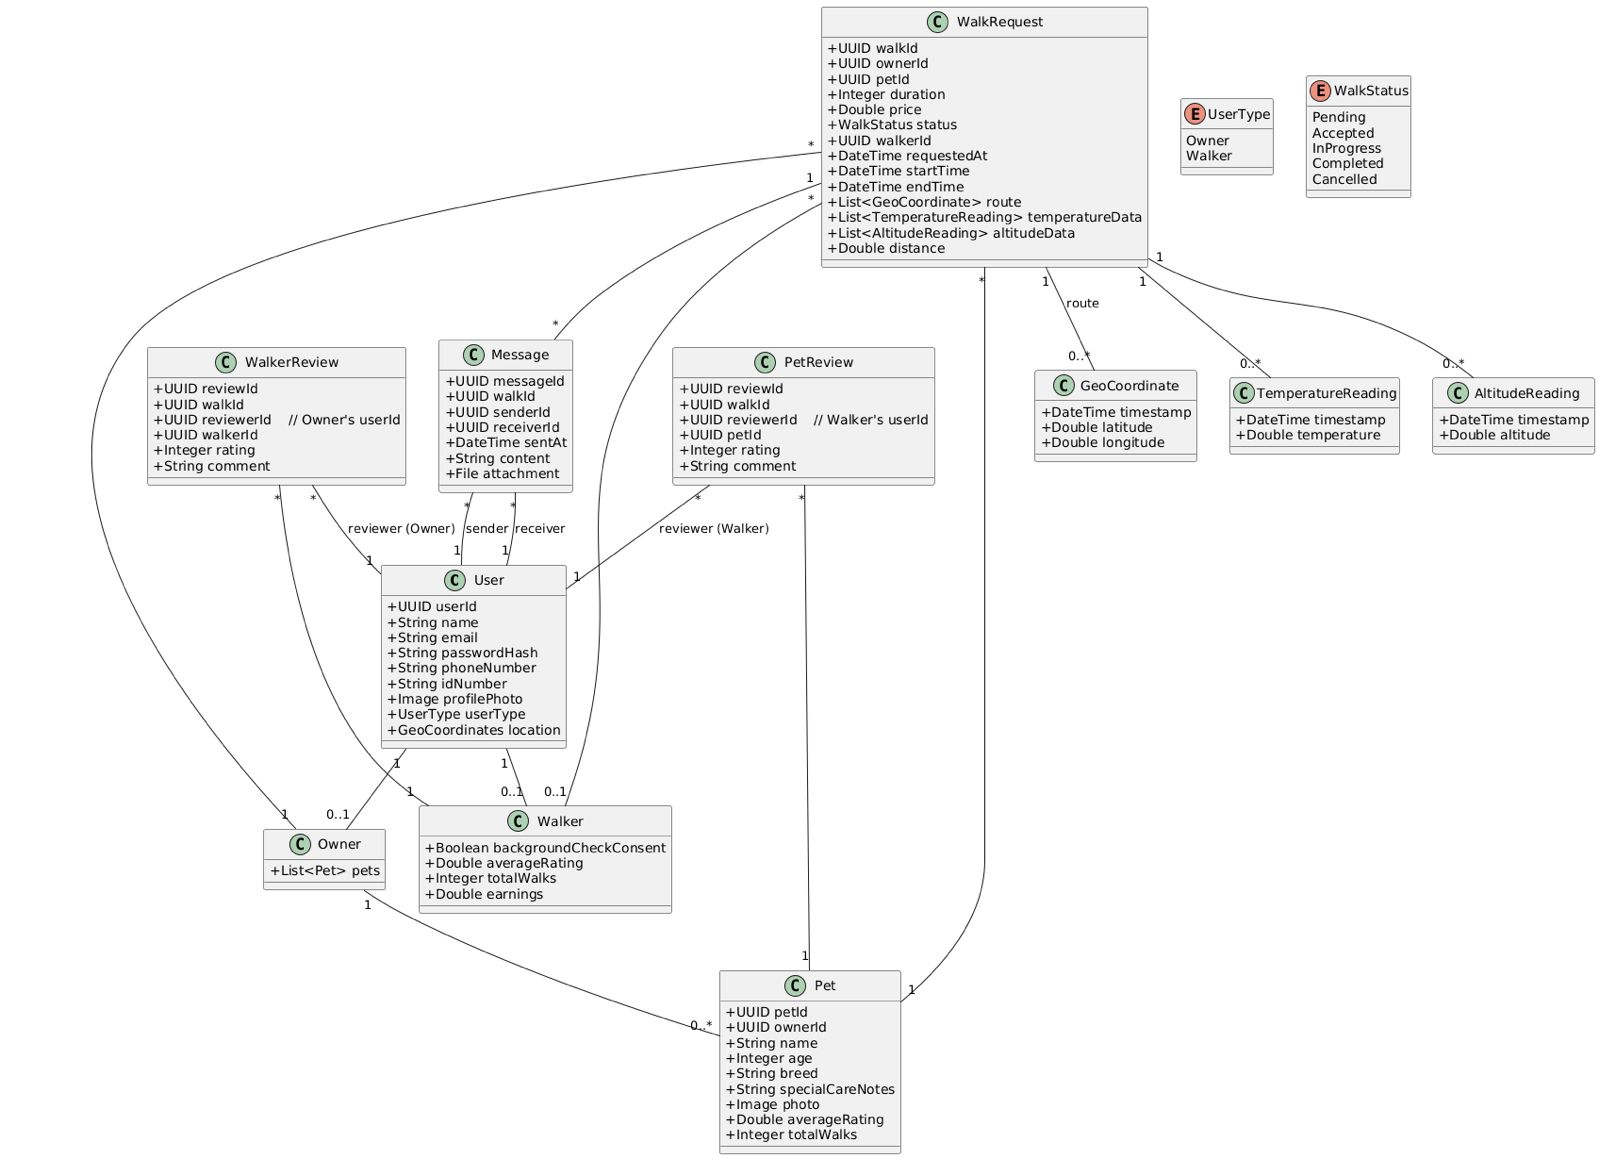 C WalkRequest
+UUID walkId
+UUID ownerId
+UUID petId
+Integer duration
+Double price
+WalkStatus status
+UUID walkerId
+DateTime requestedAt
+DateTime startTime
+DateTime endTime
+List<GeoCoordinate> route
+List<TemperatureReading> temperatureData
+List<AltitudeReading> altitudeData
+Double distance
E UserType
Owner
Walker
E WalkStatus
Pending
Accepted
InProgress
Completed
Cancelled
*
1
*
*
1
route
1
1
*
0..*
0..*
0..*
C WalkerReview
+UUID reviewId
+UUID walkId
+UUID reviewerId // Owner's userId
+UUID walkerId
+Integer rating
+String comment
C Message
+UUID messageId
+UUID walkId
+UUID senderId
+UUID receiverId
+DateTime sentAt
+String content
+File attachment
C PetReview
+UUID reviewId
+UUID walkId
+UUID reviewerId // Walker's userId
+UUID petId
+Integer rating
+String comment
C GeoCoordinate
+DateTime timestamp
+Double latitude
+Double longitude
C TemperatureReading
+DateTime timestamp
+Double temperature
C AltitudeReading
+DateTime timestamp
+Double altitude
*
*
*
*
*
*
reviewer (Owner)
sender
receiver
reviewer (Walker)
1
1
1
1
C User
+UUID userId
+String name
+String email
+String passwordHash
+String phoneNumber
+String idNumber
+Image profilePhoto
+UserType userType
+GeoCoordinates location
1
1
1
0..1
1
0..1
0..1
C Owner
+List<Pet> pets
C Walker
+Boolean backgroundCheckConsent
+Double averageRating
+Integer totalWalks
+Double earnings
1
1
1
0..*
C Pet
+UUID petId
+UUID ownerId
+String name
+Integer age
+String breed
+String specialCareNotes
+Image photo
+Double averageRating
+Integer totalWalks